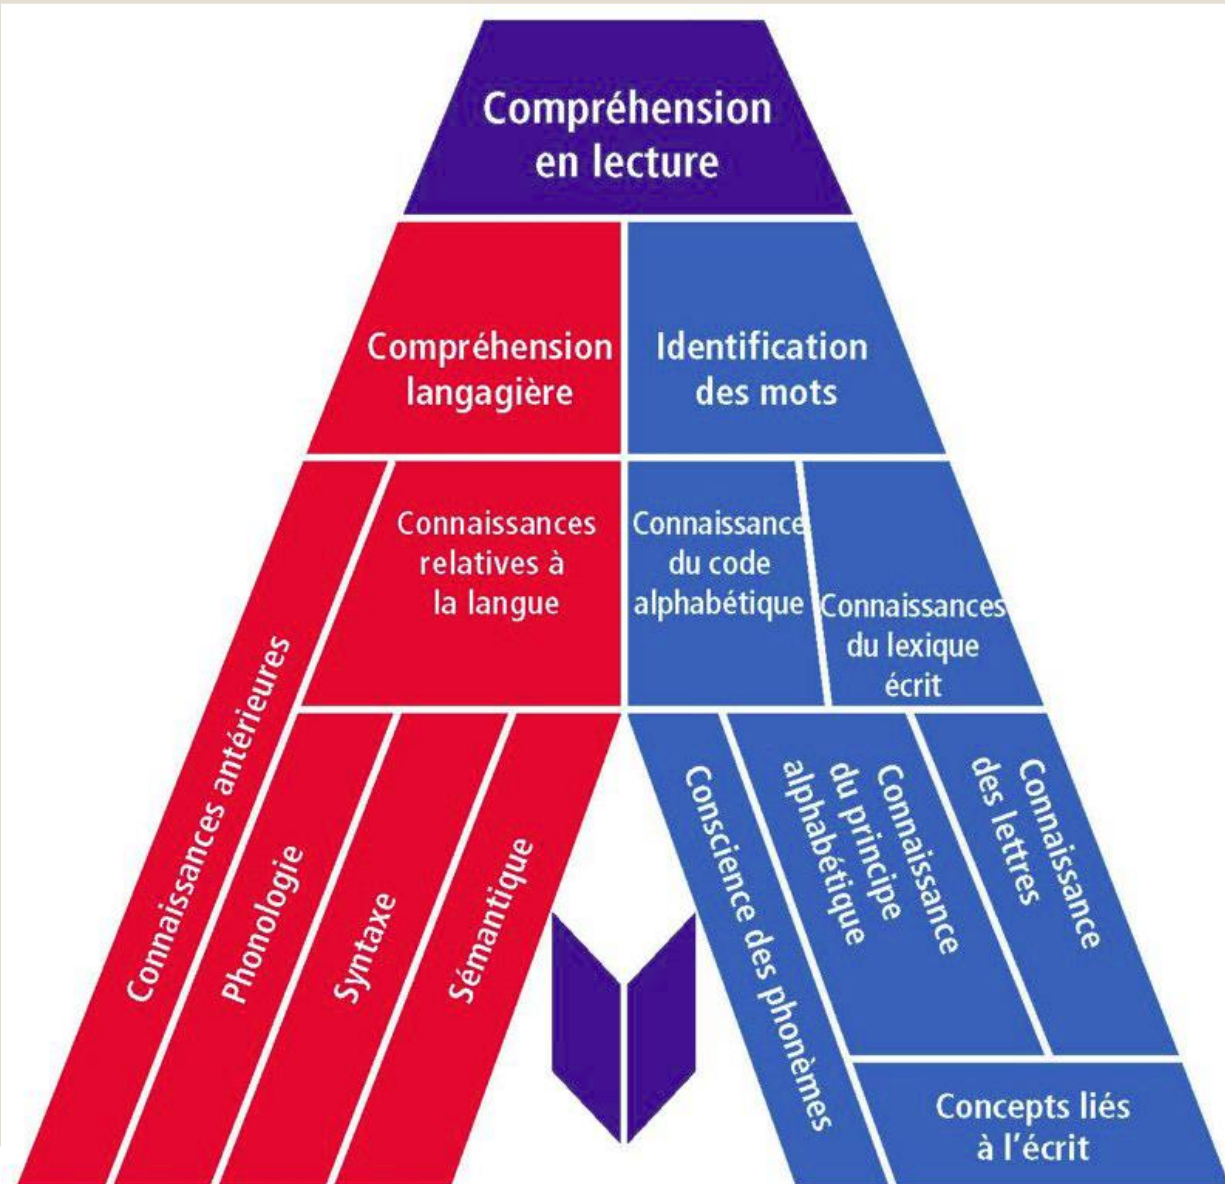 Compréhension
en lecture
Compréhension
langagière
Identification
des mots
Connaissances
relatives à
la langue
Connaissance
du code
alphabétique
Connaissances
du lexique
écrit
Connaissances antérieures
Phonologie
Syntaxe
Sémantique
Conscience des phonèmes
Connaissance
du principe
alphabétique
Connaissance
des lettres
Concepts liés
à l'écrit